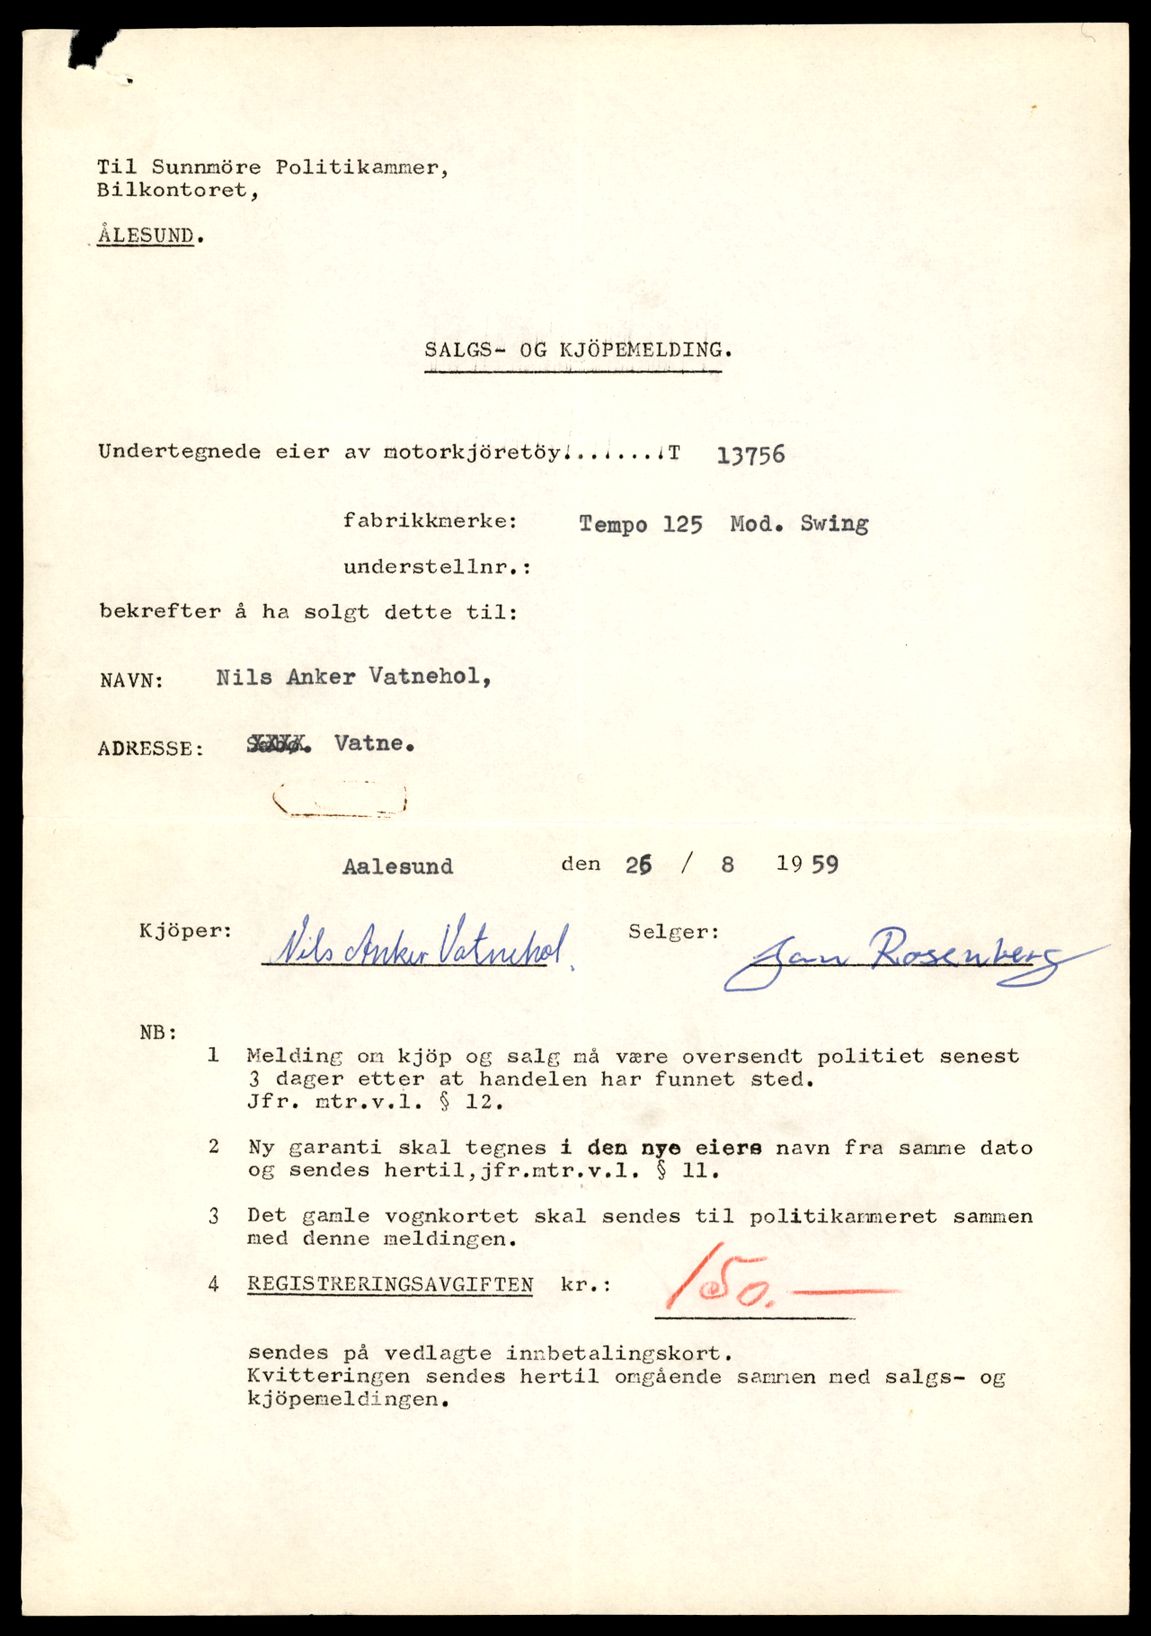 Til Sunnmöre Politikammer,
Bilkontoret,
ÅLESUND.
SALGS- OG KJÖPEMELDING.
Undertegnede eier av motorkjöretöy.........T 13756
fabrikkmerke: Tempo 125 Mod. Swing
understellnr.:
bekrefter å ha solgt dette til:
NAVN: Nils Anker Vatnehol,
ADRESSE: Vatne.
Aalesund den 26 / 8 1959
Kjöper: Nils Anker Vatnehol. Selger: Jan Rosenberg
NB:
1 Melding om kjöp og salg må være oversendt politiet senest
3 dager etter at handelen har funnet sted.
Jfr. mtr.v.l. § 12.
2 Ny garanti skal tegnes i den nye eiers navn fra samme dato
og sendes hertil,jfr.mtr.v.l. § 11.
3 Det gamle vognkortet skal sendes til politikammeret sammen
med denne meldingen.
4 REGISTRERINGSAVGIFTEN kr.: 150.—
sendes på vedlagte innbetalingskort.
Kvitteringen sendes hertil omgående sammen med salgs- og
kjöpemeldingen.